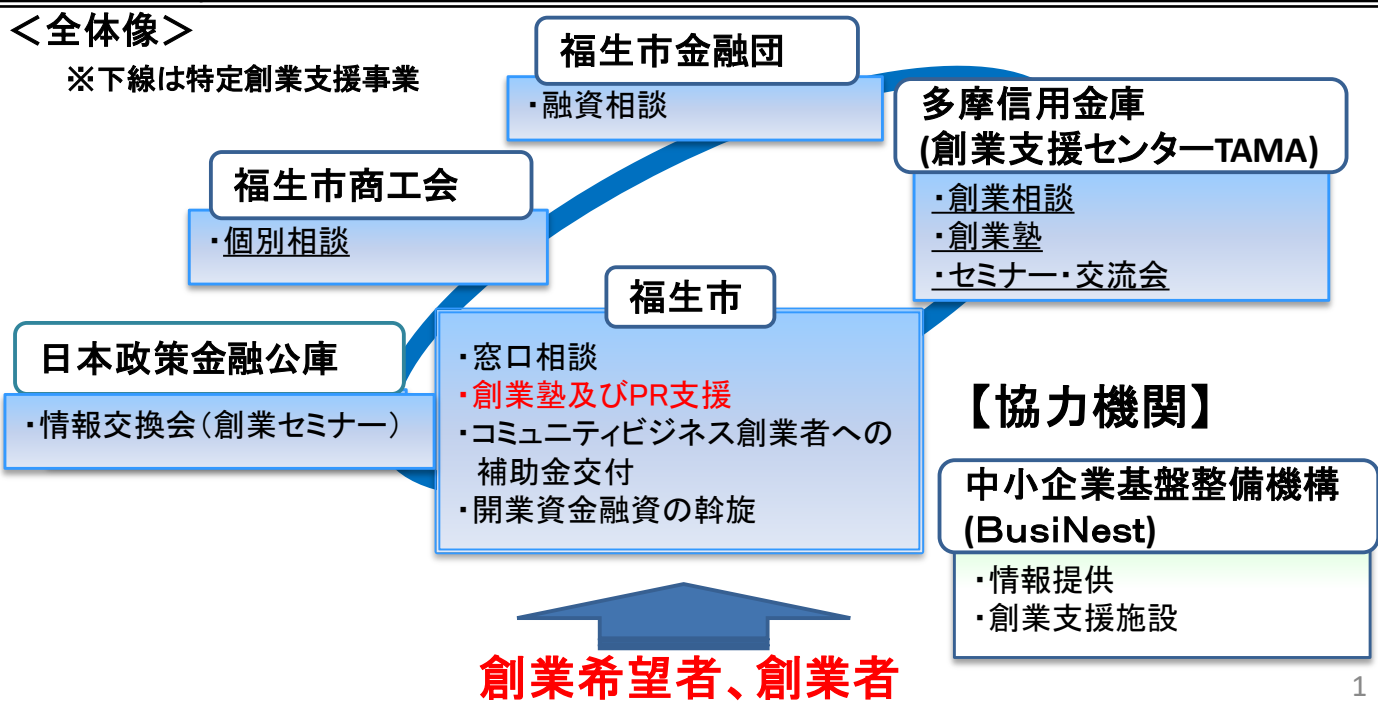 ＜全体像＞
※下線は特定創業支援事業
福生市金融団
・融資相談
多摩信用金庫
(創業支援センターTAMA)
・創業相談
・創業塾
・セミナー・交流会
福生市商工会
・個別相談
福生市
・窓口相談
・創業塾及びPR支援
・コミュニティビジネス創業者への
補助金交付
・開業資金融資の斡旋
日本政策金融公庫
・情報交換会（創業セミナー）
【協力機関】
中小企業基盤整備機構
(BusiNest)
・情報提供
・創業支援施設
創業希望者、創業者
1